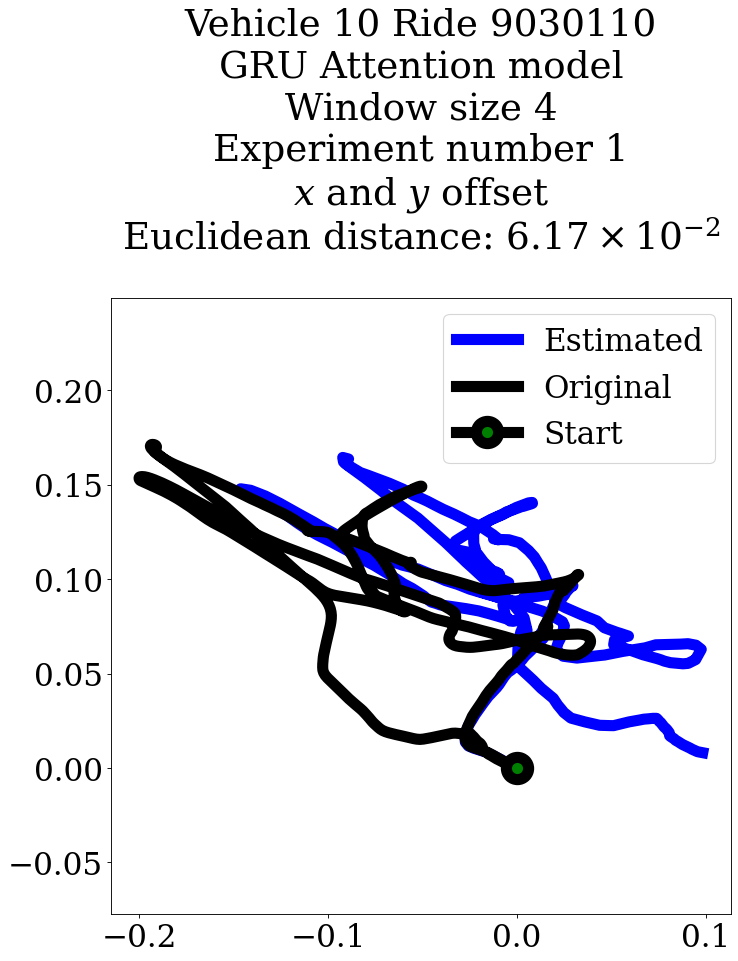 Vehicle 10 Ride 9030110
GRU Attention model
Window size 4
Experiment number 1
x and y offset
Euclidean distance: 6.17 × 10⁻²
Estimated
Original
Start
0.20
0.15
0.10
0.05
0.00
−0.05
−0.2 −0.1 0.0 0.1